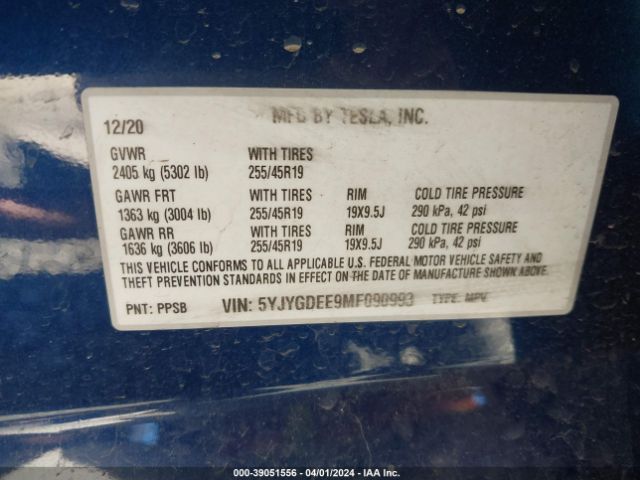 12/20 MFD BY TESLA, INC.
GVWR WITH TIRES
2405 kg (5302 lb) 255/45R19
GAWR FRT WITH TIRES RIM COLD TIRE PRESSURE
1363 kg (3004 lb) 255/45R19 19X9.5J 290 kPa, 42 psi
GAWR RR WITH TIRES RIM COLD TIRE PRESSURE
1636 kg (3606 lb) 255/45R19 19X9.5J 290 kPa, 42 psi
THIS VEHICLE CONFORMS TO ALL APPLICABLE U.S. FEDERAL MOTOR VEHICLE SAFETY AND
THEFT PREVENTION STANDARDS IN EFFECT ON THE DATE OF MANUFACTURE SHOWN ABOVE.
PNT: PPSB VIN: 5YJYGDEE9MF090993 TYPE: MPV
000-39051556 - 04/01/2024 - IAA Inc.